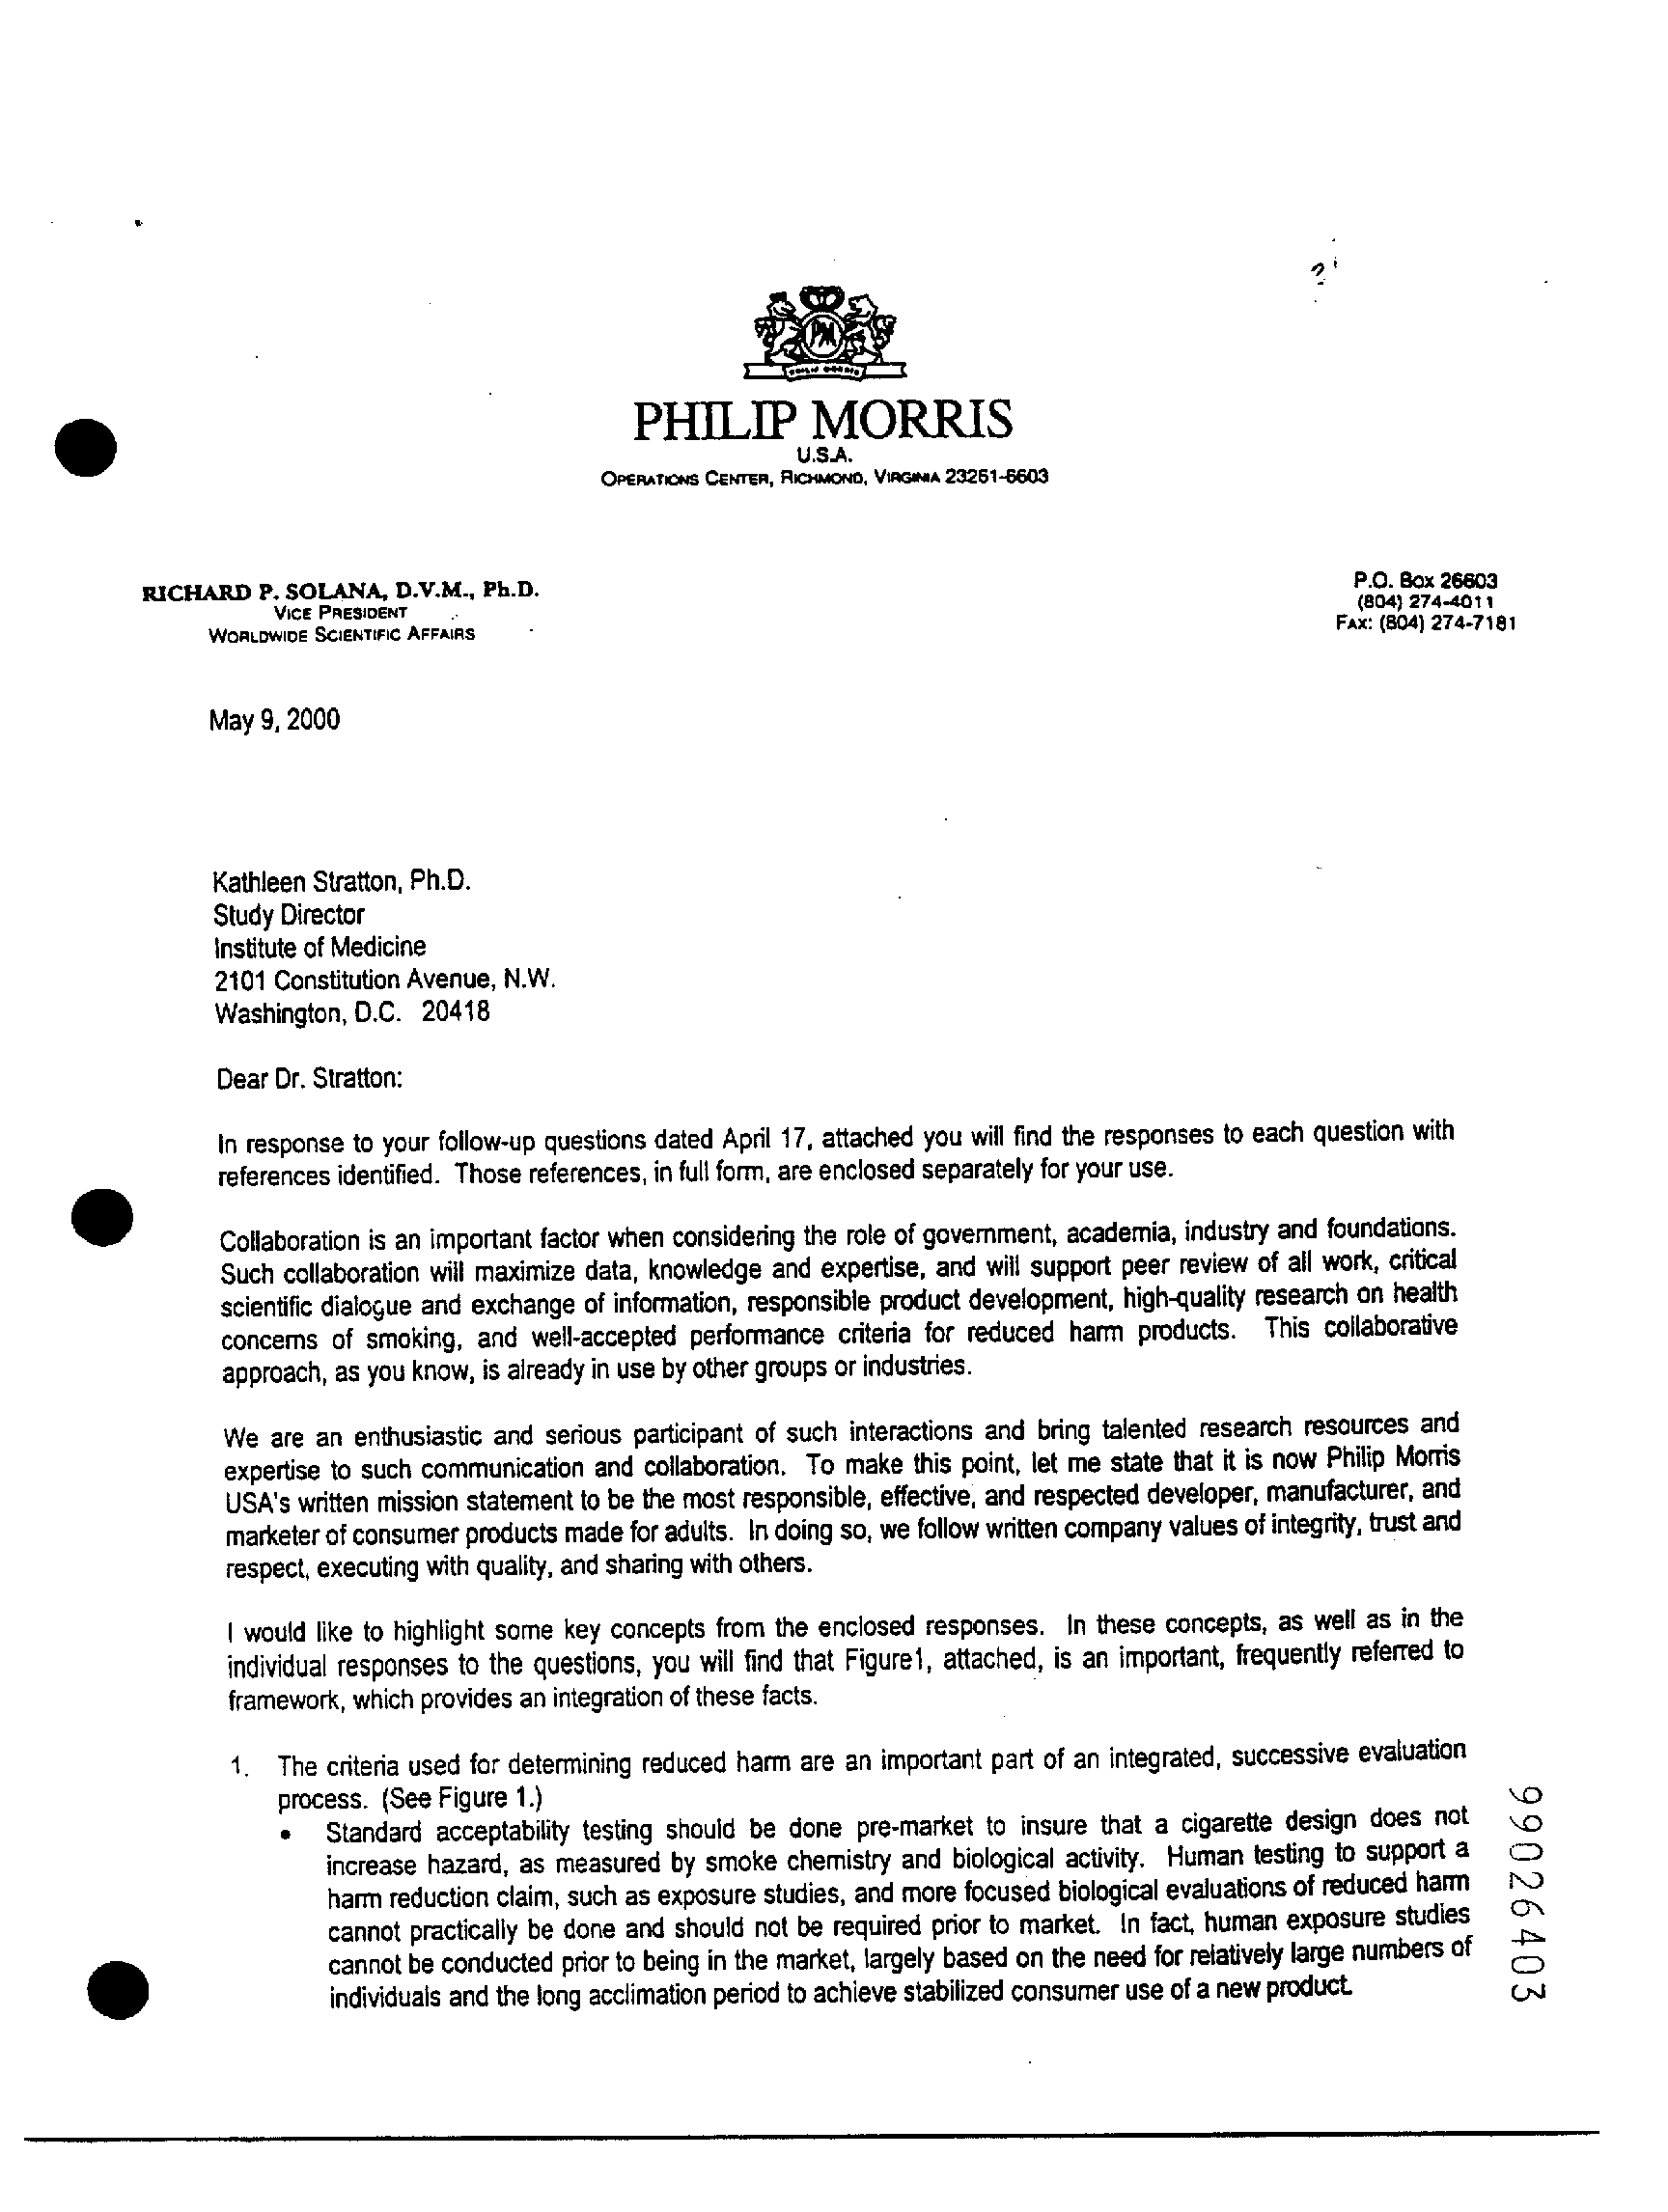 PM
PHILIP MORRIS
PHILIP MORRIS
U.S.A.
OPERATIONS CENTER, RICHMOND, VIRGINIA 23261-6603
RICHARD P. SOLANA, D.V.M., Ph.D.
VICE PRESIDENT
WORLDWIDE SCIENTIFIC AFFAIRS
P.O. Box 26603
(804) 274-4011
FAX: (804) 274-7181
May 9, 2000
Kathleen Stratton, Ph.D.
Study Director
Institute of Medicine
2101 Constitution Avenue, N.W.
Washington, D.C. 20418
Dear Dr. Stratton:
In response to your follow-up questions dated April 17, attached you will find the responses to each question with
references identified. Those references, in full form, are enclosed separately for your use.
Collaboration is an important factor when considering the role of government, academia, industry and foundations.
Such collaboration will maximize data, knowledge and expertise, and will support peer review of all work, critical
scientific dialogue and exchange of information, responsible product development, high-quality research on health
concerns of smoking, and well-accepted performance criteria for reduced harm products. This collaborative
approach, as you know, is already in use by other groups or industries.
We are an enthusiastic and serious participant of such interactions and bring talented research resources and
expertise to such communication and collaboration. To make this point, let me state that it is now Philip Morris
USA's written mission statement to be the most responsible, effective, and respected developer, manufacturer, and
marketer of consumer products made for adults. In doing so, we follow written company values of integrity, trust and
respect, executing with quality, and sharing with others.
I would like to highlight some key concepts from the enclosed responses. In these concepts, as well as in the
individual responses to the questions, you will find that Figure1, attached, is an important, frequently referred to
framework, which provides an integration of these facts.
1. The criteria used for determining reduced harm are an important part of an integrated, successive evaluation
process. (See Figure 1.)
• Standard acceptability testing should be done pre-market to insure that a cigarette design does not
increase hazard, as measured by smoke chemistry and biological activity. Human testing to support a
harm reduction claim, such as exposure studies, and more focused biological evaluations of reduced harm
cannot practically be done and should not be required prior to market. In fact, human exposure studies
cannot be conducted prior to being in the market, largely based on the need for relatively large numbers of
individuals and the long acclimation period to achieve stabilized consumer use of a new product.
99026403